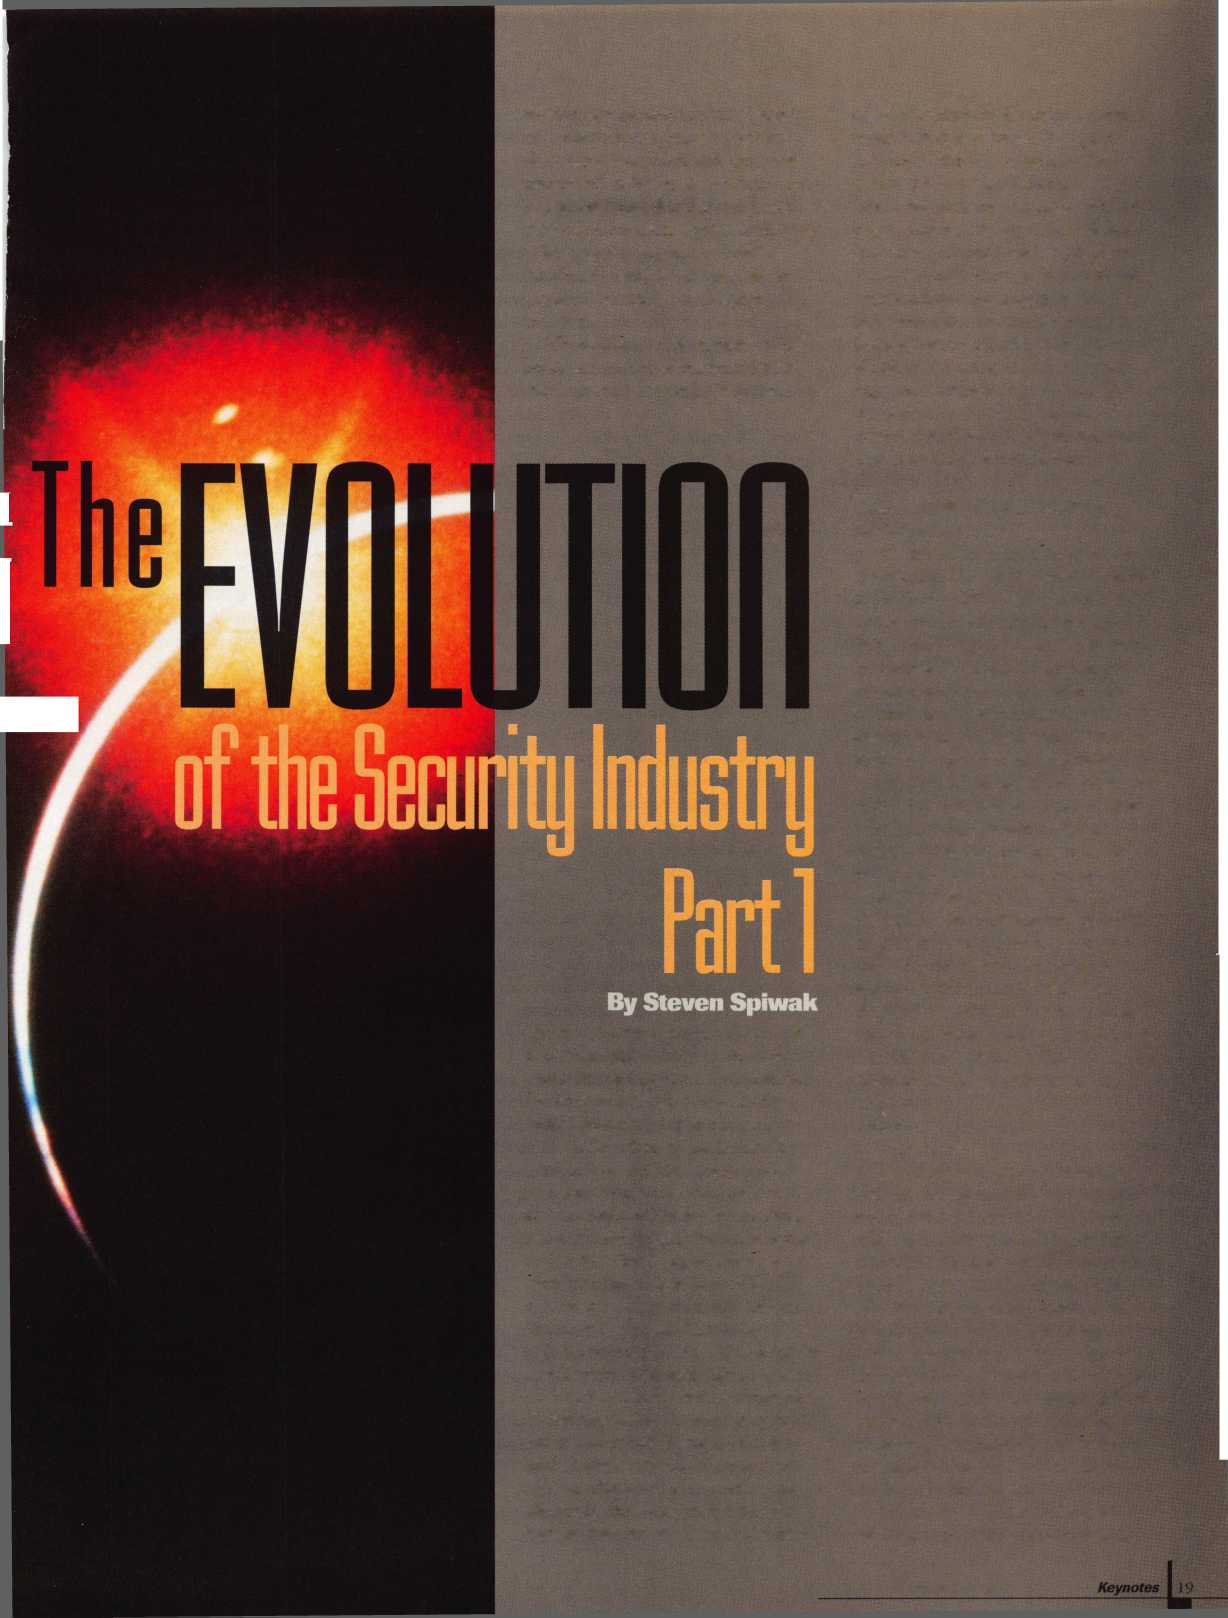 The EVOLUTION
of the Security Industry
Part 1
By Steven Spiwak
Keynotes 19